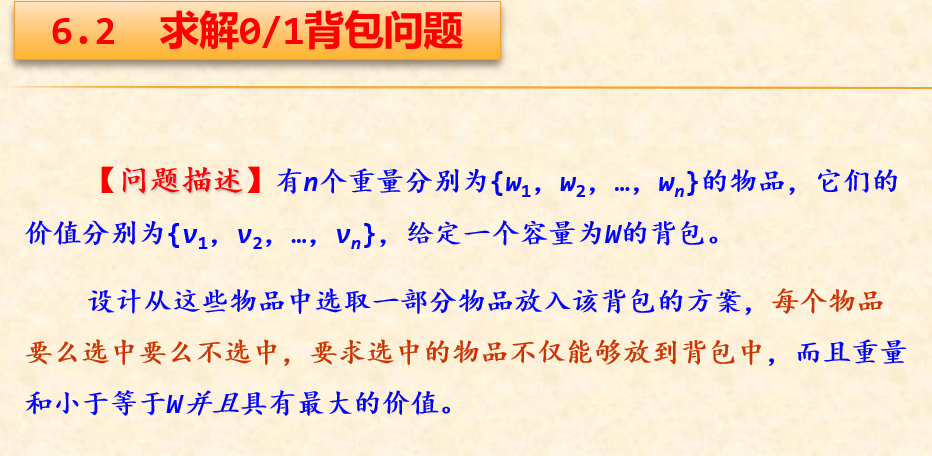 6.2 求解0/1背包问题
【问题描述】有n个重量分别为{w₁，w₂，…，wₙ}的物品，它们的
价值分别为{v₁，v₂，…，vₙ}，给定一个容量为W的背包。
设计从这些物品中选取一部分物品放入该背包的方案，每个物品
要么选中要么不选中，要求选中的物品不仅能够放到背包中，而且重量
和小于等于W并且具有最大的价值。